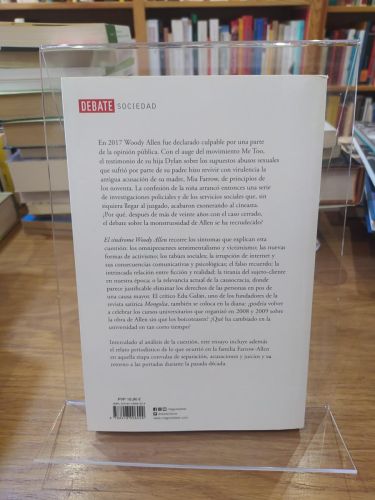 DEBATE SOCIEDAD
En 2017 Woody Allen fue declarado culpable por una parte
de la opinión pública. Con el auge del movimiento Me Too,
el testimonio de su hija Dylan sobre los supuestos abusos sexuales
que sufrió por parte de su padre hizo revivir con virulencia la
antigua acusación de su madre, Mia Farrow, de principios de
los noventa. La confesión de la niña arrancó entonces una serie
de investigaciones policiales y de los servicios sociales que, sin
siquiera llegar al juzgado, acabaron exonerando al cineasta.
¿Por qué, después de más de veinte años con el caso cerrado,
el debate sobre la monstruosidad de Allen se ha recrudecido?
El síndrome Woody Allen recorre los síntomas que explican esta
cuestión: los omnipresentes sentimentalismo y victimismo; las nuevas
formas de activismo; los tabúes sociales; la irrupción de internet y
sus consecuencias comunicativas y psicológicas; el falso recuerdo; la
intrincada relación entre ficción y realidad; la tiranía del sujeto-cliente
en nuestra época; o la relevancia actual de la causocracia, donde
parece justificable eliminar los derechos de las personas en pos de
una causa mayor. El crítico Edu Galán, uno de los fundadores de la
revista satírica Mongolia, también se coloca en la diana: ¿podría volver
a celebrar los cursos universitarios que organizó en 2008 y 2009 sobre
la obra de Allen sin que los boicoteasen? ¿Qué ha cambiado en la
universidad en tan corto tiempo?
Intercalado al análisis de la cuestión, este ensayo incluye además
el relato periodístico de lo que ocurrió en la familia Farrow-Allen
en aquella etapa convulsa de separación, acusaciones y juicios y su
retorno a las portadas durante la pasada década.